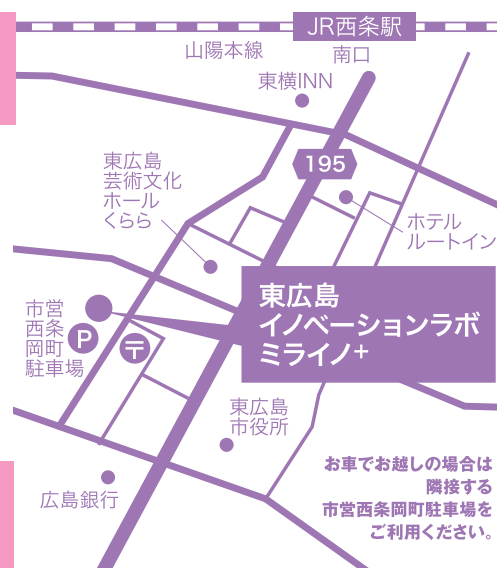 JR西条駅
山陽本線
南口
東横INN
195
東広島
芸術文化
ホール
くらら
ホテル
ルートイン
東広島
イノベーションラボ
ミライノ+
市営
西条
岡町
駐車場
P
〒
東広島
市役所
広島銀行
お車でお越しの場合は
隣接する
市営西条岡町駐車場を
ご利用ください。